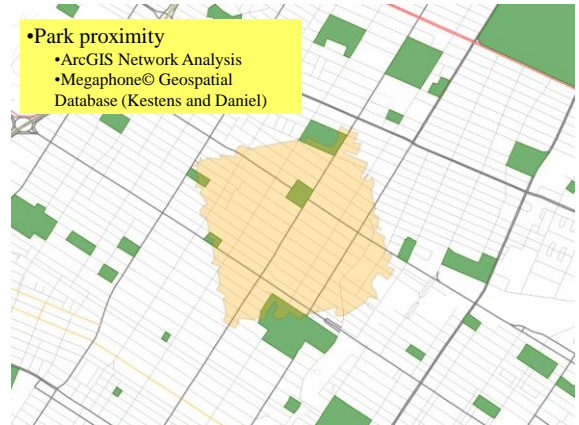 •Park proximity
•ArcGIS Network Analysis
•Megaphone© Geospatial
Database (Kestens and Daniel)